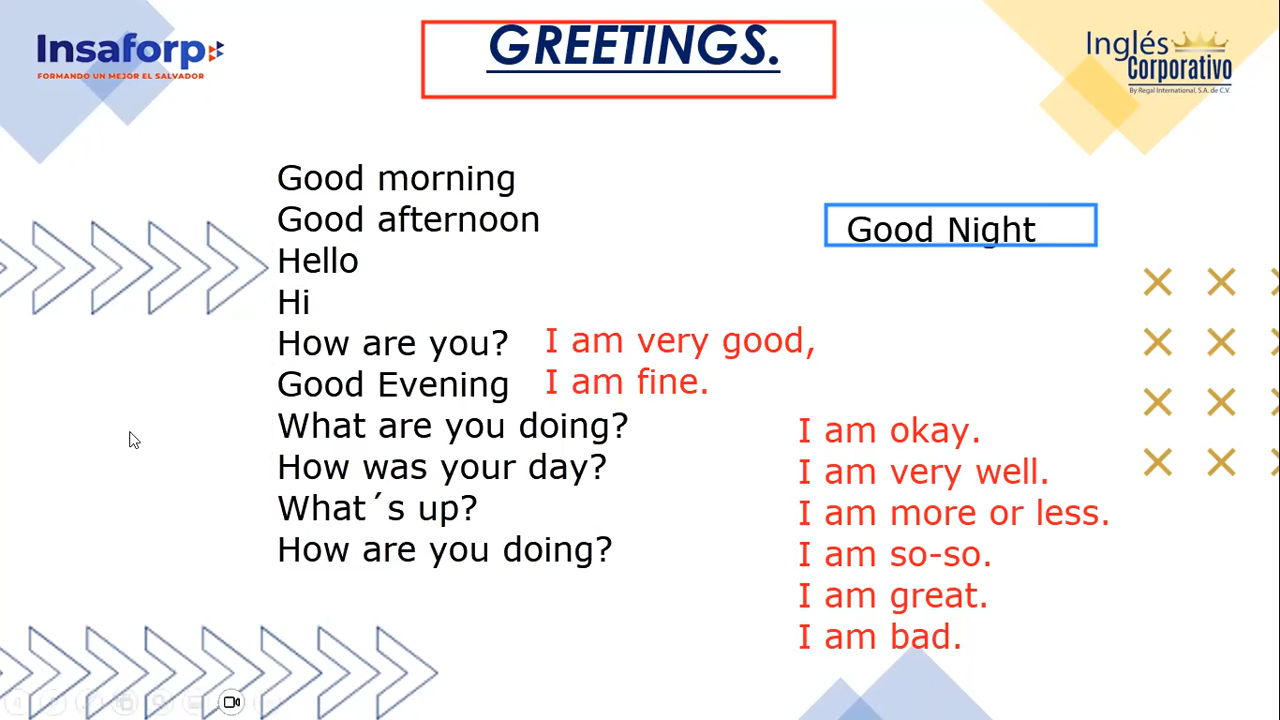 Insaforp
FORMANDO UN MEJOR EL SALVADOR
GREETINGS.
Inglés
Corporativo
By Regal International, S.A. de C.V.
Good morning
Good afternoon
Hello
Hi
How are you?
Good Evening
What are you doing?
How was your day?
What´s up?
How are you doing?
Good Night
I am very good,
I am fine.
I am okay.
I am very well.
I am more or less.
I am so-so.
I am great.
I am bad.